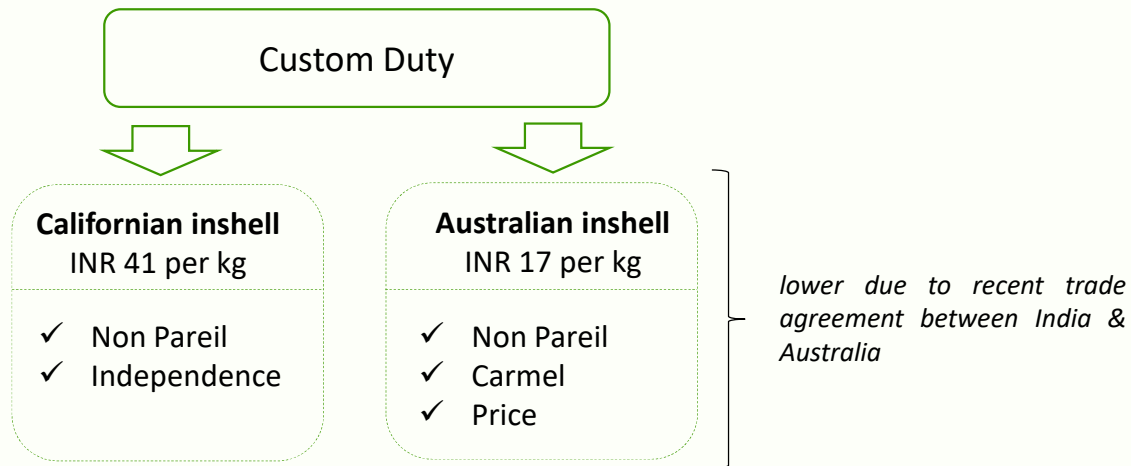 Custom Duty
Californian inshell
INR 41 per kg
✓ Non Pareil
✓ Independence
Australian inshell
INR 17 per kg
✓ Non Pareil
✓ Carmel
✓ Price
lower due to recent trade
agreement between India &
Australia